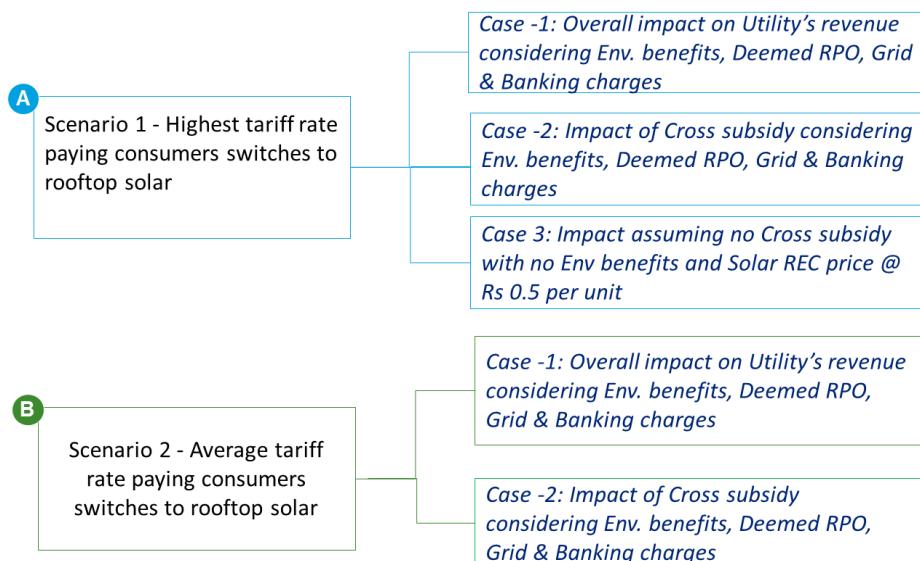 A
Scenario 1 - Highest tariff rate
paying consumers switches to
rooftop solar
Case -1: Overall impact on Utility's revenue
considering Env. benefits, Deemed RPO, Grid
& Banking charges
Case -2: Impact of Cross subsidy considering
Env. benefits, Deemed RPO, Grid & Banking
charges
Case 3: Impact assuming no Cross subsidy
with no Env benefits and Solar REC price @
Rs 0.5 per unit
B
Scenario 2 - Average tariff
rate paying consumers
switches to rooftop solar
Case -1: Overall impact on Utility's revenue
considering Env. benefits, Deemed RPO,
Grid & Banking charges
Case -2: Impact of Cross subsidy
considering Env. benefits, Deemed RPO,
Grid & Banking charges